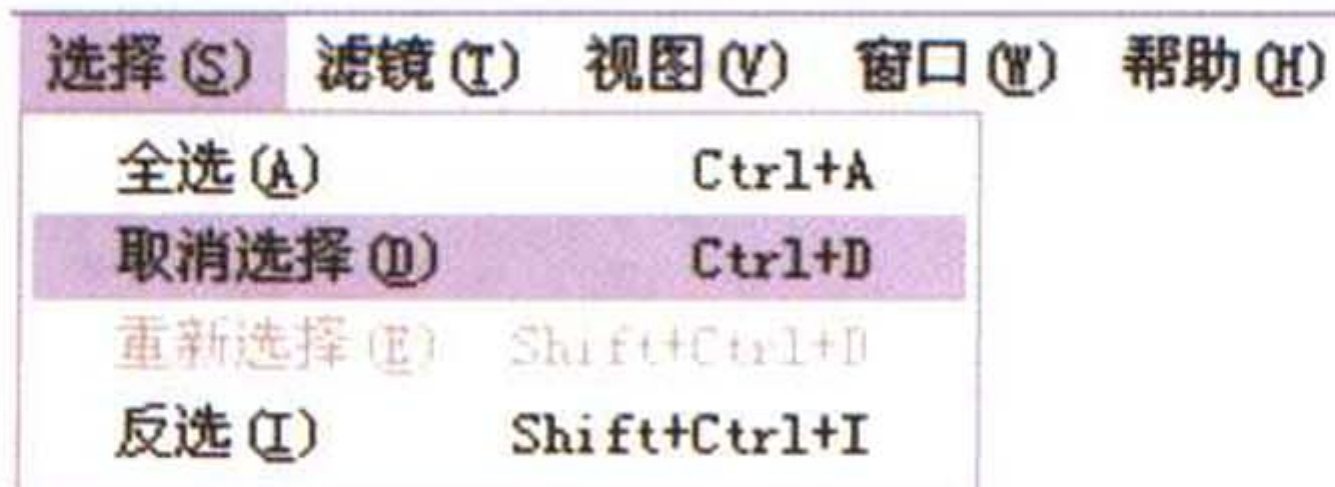 选择(S) 滤镜(T) 视图(V) 窗口(W) 帮助(H)
全选(A) Ctrl+A
取消选择(D) Ctrl+D
重新选择(E) Shift+Ctrl+D
反选(I) Shift+Ctrl+I